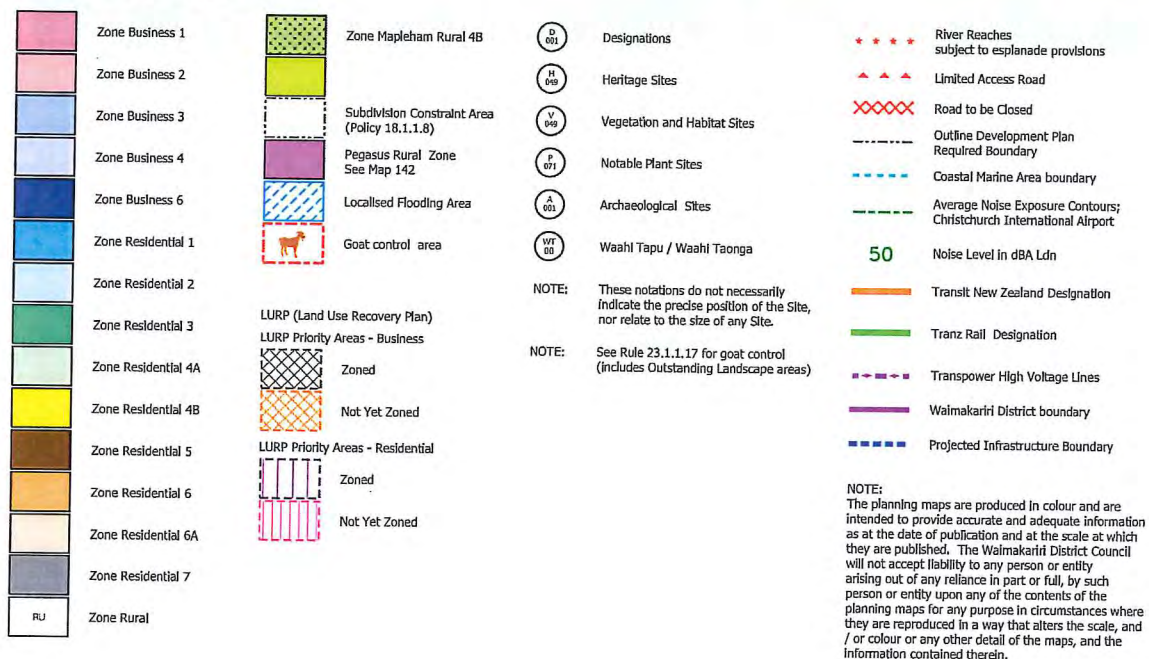 Zone Business 1
Zone Business 2
Zone Business 3
Zone Business 4
Zone Business 6
Zone Residential 1
Zone Residential 2
Zone Residential 3
Zone Residential 4A
Zone Residential 4B
Zone Residential 5
Zone Residential 6
Zone Residential 6A
Zone Residential 7
RU
Zone Rural
Zone Mapleham Rural 4B
Subdivision Constraint Area
(Policy 18.1.1.8)
Pegasus Rural Zone
See Map 142
Localised Flooding Area
Goat control area
LURP (Land Use Recovery Plan)
LURP Priority Areas - Business
Zoned
Not Yet Zoned
LURP Priority Areas - Residential
Zoned
Not Yet Zoned
D
001
Designations
H
049
Heritage Sites
V
049
Vegetation and Habitat Sites
P
071
Notable Plant Sites
A
001
Archaeological Sites
WT
00
Waahi Tapu / Waahi Taonga
NOTE: These notations do not necessarily
indicate the precise position of the Site,
nor relate to the size of any Site.
NOTE: See Rule 23.1.1.17 for goat control
(includes Outstanding Landscape areas)
River Reaches
subject to esplanade provisions
Limited Access Road
Road to be Closed
Outline Development Plan
Required Boundary
Coastal Marine Area boundary
Average Noise Exposure Contours;
Christchurch International Airport
50
Noise Level in dBA Ldn
Transit New Zealand Designation
Tranz Rail Designation
Transpower High Voltage Lines
Waimakariri District boundary
Projected Infrastructure Boundary
NOTE:
The planning maps are produced in colour and are
intended to provide accurate and adequate information
as at the date of publication and at the scale at which
they are published. The Waimakariri District Council
will not accept liability to any person or entity
arising out of any reliance in part or full, by such
person or entity upon any of the contents of the
planning maps for any purpose in circumstances where
they are reproduced in a way that alters the scale, and
/ or colour or any other detail of the maps, and the
information contained therein.